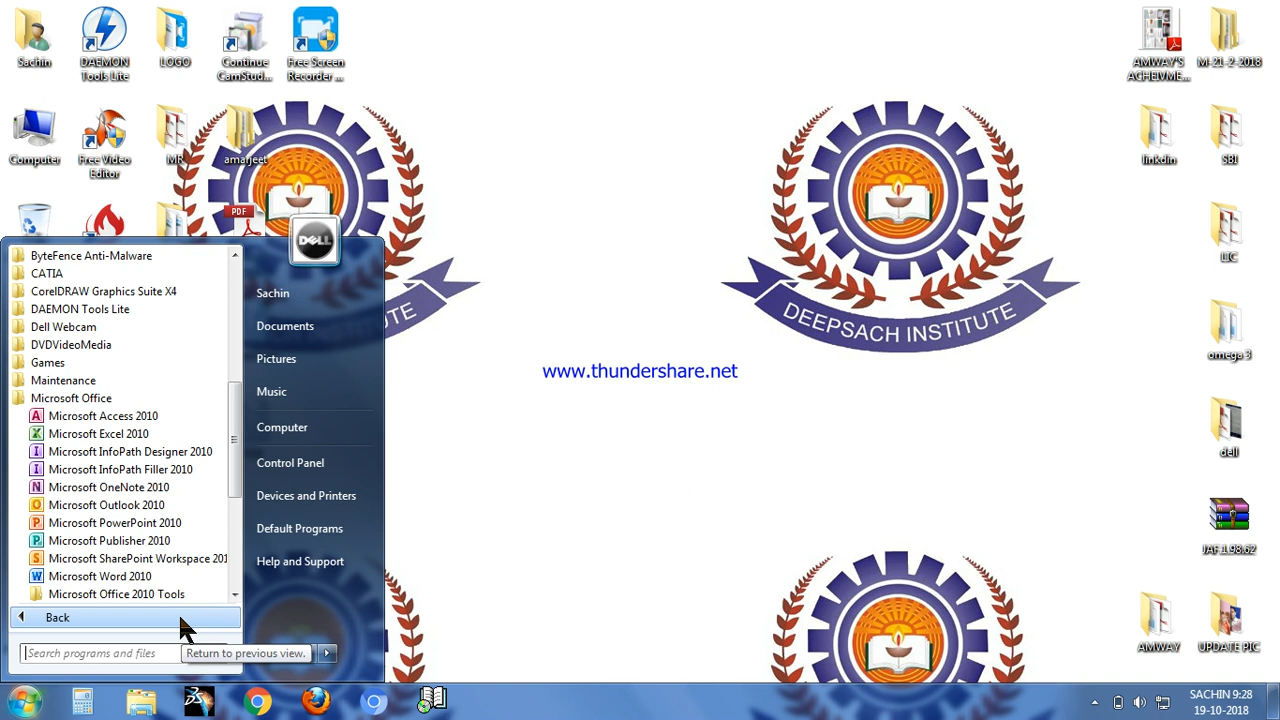 Sachin
DAEMON
Tools Lite
LOGO
Continue
CamStud...
Free Screen
Recorder ...
AMWAY'S
ACHEIVME...
M-21-2-2018
Computer
Free Video
Editor
MR
amarjeet
linkdin
SBI
PDF
DELL
ByteFence Anti-Malware
CATIA
CorelDRAW Graphics Suite X4
DAEMON Tools Lite
Dell Webcam
DVDVideoMedia
Games
Maintenance
Microsoft Office
Microsoft Access 2010
Microsoft Excel 2010
Microsoft InfoPath Designer 2010
Microsoft InfoPath Filler 2010
Microsoft OneNote 2010
Microsoft Outlook 2010
Microsoft PowerPoint 2010
Microsoft Publisher 2010
Microsoft SharePoint Workspace 201
Microsoft Word 2010
Microsoft Office 2010 Tools
Back
Search programs and files
Return to previous view.
Sachin
Documents
Pictures
Music
Computer
Control Panel
Devices and Printers
Default Programs
Help and Support
TUTE
DEEPSACH INSTITUTE
www.thundershare.net
LIC
omega 3
dell
JAF.1.98.62
AMWAY
UPDATE PIC
SACHIN 9:28
19-10-2018